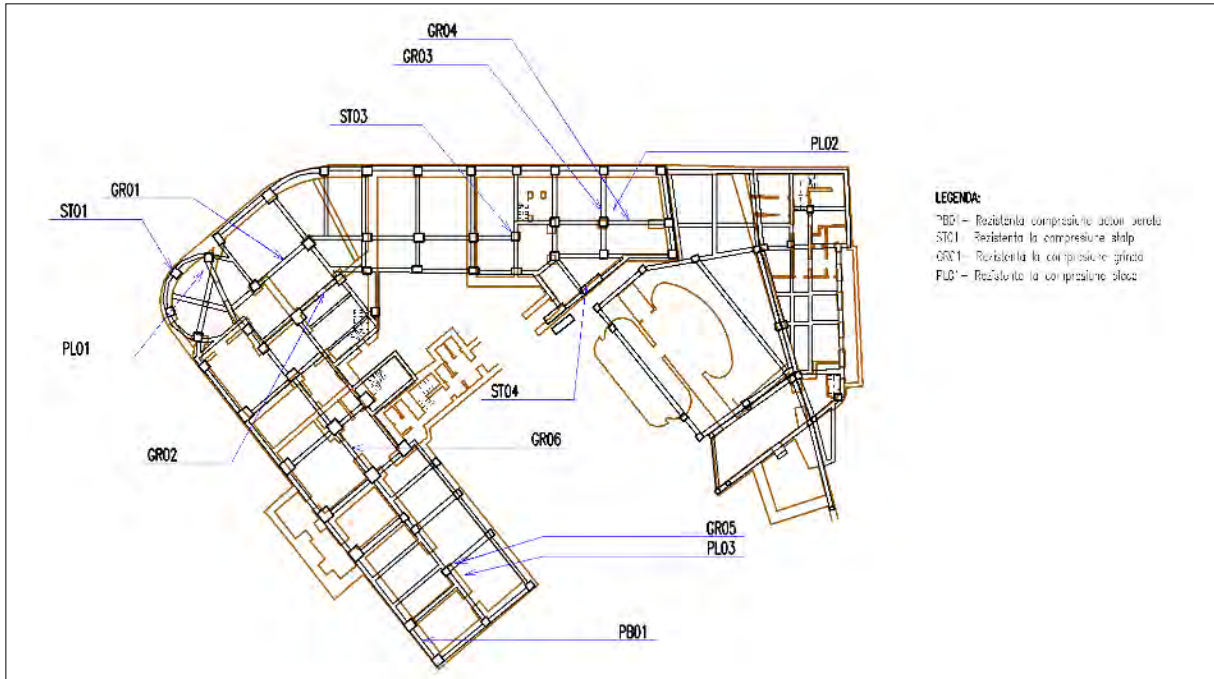 GR04
GR03
ST03
PL02
GR01
ST01
PL01
ST04
GR02
GR06
GR05
PL03
PB01
LEGENDA:
PB01 - Rezistenta compresiune beton perete
ST01 - Rezistenta la compresiune stalp
GR01 - Rezistenta la compresiune grinda
PL01 - Rezistenta la compresiune placa